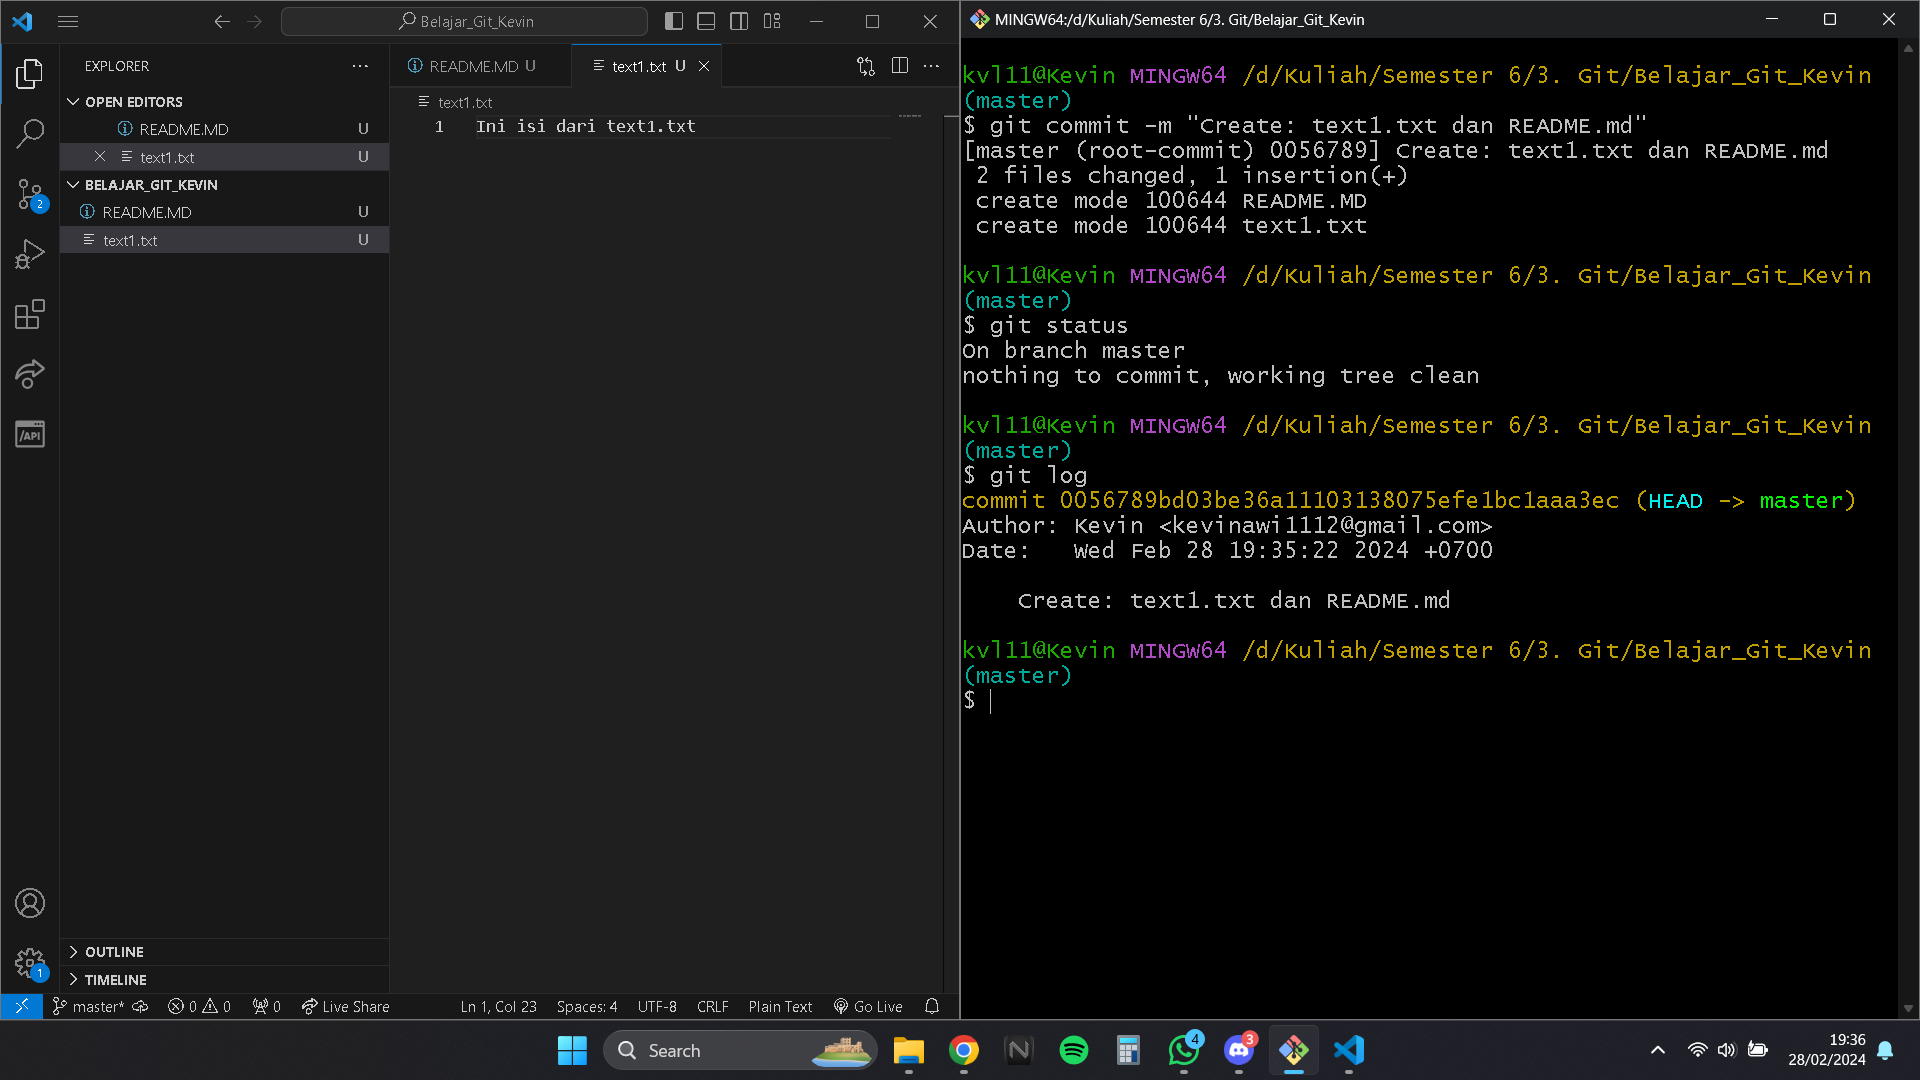 Belajar_Git_Kevin
EXPLORER
OPEN EDITORS
README.MD U
text1.txt U
BELAJAR_GIT_KEVIN
README.MD U
text1.txt U
2
/API
OUTLINE
TIMELINE
1
README.MD U
text1.txt U
text1.txt
1 Ini isi dari text1.txt
master* 0 0 0 Live Share Ln 1, Col 23 Spaces: 4 UTF-8 CRLF Plain Text Go Live
MINGW64:/d/Kuliah/Semester 6/3. Git/Belajar_Git_Kevin
kvl11@Kevin MINGW64 /d/Kuliah/Semester 6/3. Git/Belajar_Git_Kevin
(master)
$ git commit -m "Create: text1.txt dan README.md"
[master (root-commit) 0056789] Create: text1.txt dan README.md
2 files changed, 1 insertion(+)
create mode 100644 README.MD
create mode 100644 text1.txt
kvl11@Kevin MINGW64 /d/Kuliah/Semester 6/3. Git/Belajar_Git_Kevin
(master)
$ git status
On branch master
nothing to commit, working tree clean
kvl11@Kevin MINGW64 /d/Kuliah/Semester 6/3. Git/Belajar_Git_Kevin
(master)
$ git log
commit 0056789bd03be36a11103138075efe1bc1aaa3ec (HEAD -> master)
Author: Kevin <kevinawi1112@gmail.com>
Date:   Wed Feb 28 19:35:22 2024 +0700
Create: text1.txt dan README.md
kvl11@Kevin MINGW64 /d/Kuliah/Semester 6/3. Git/Belajar_Git_Kevin
(master)
$
Search
4
3
19:36
28/02/2024